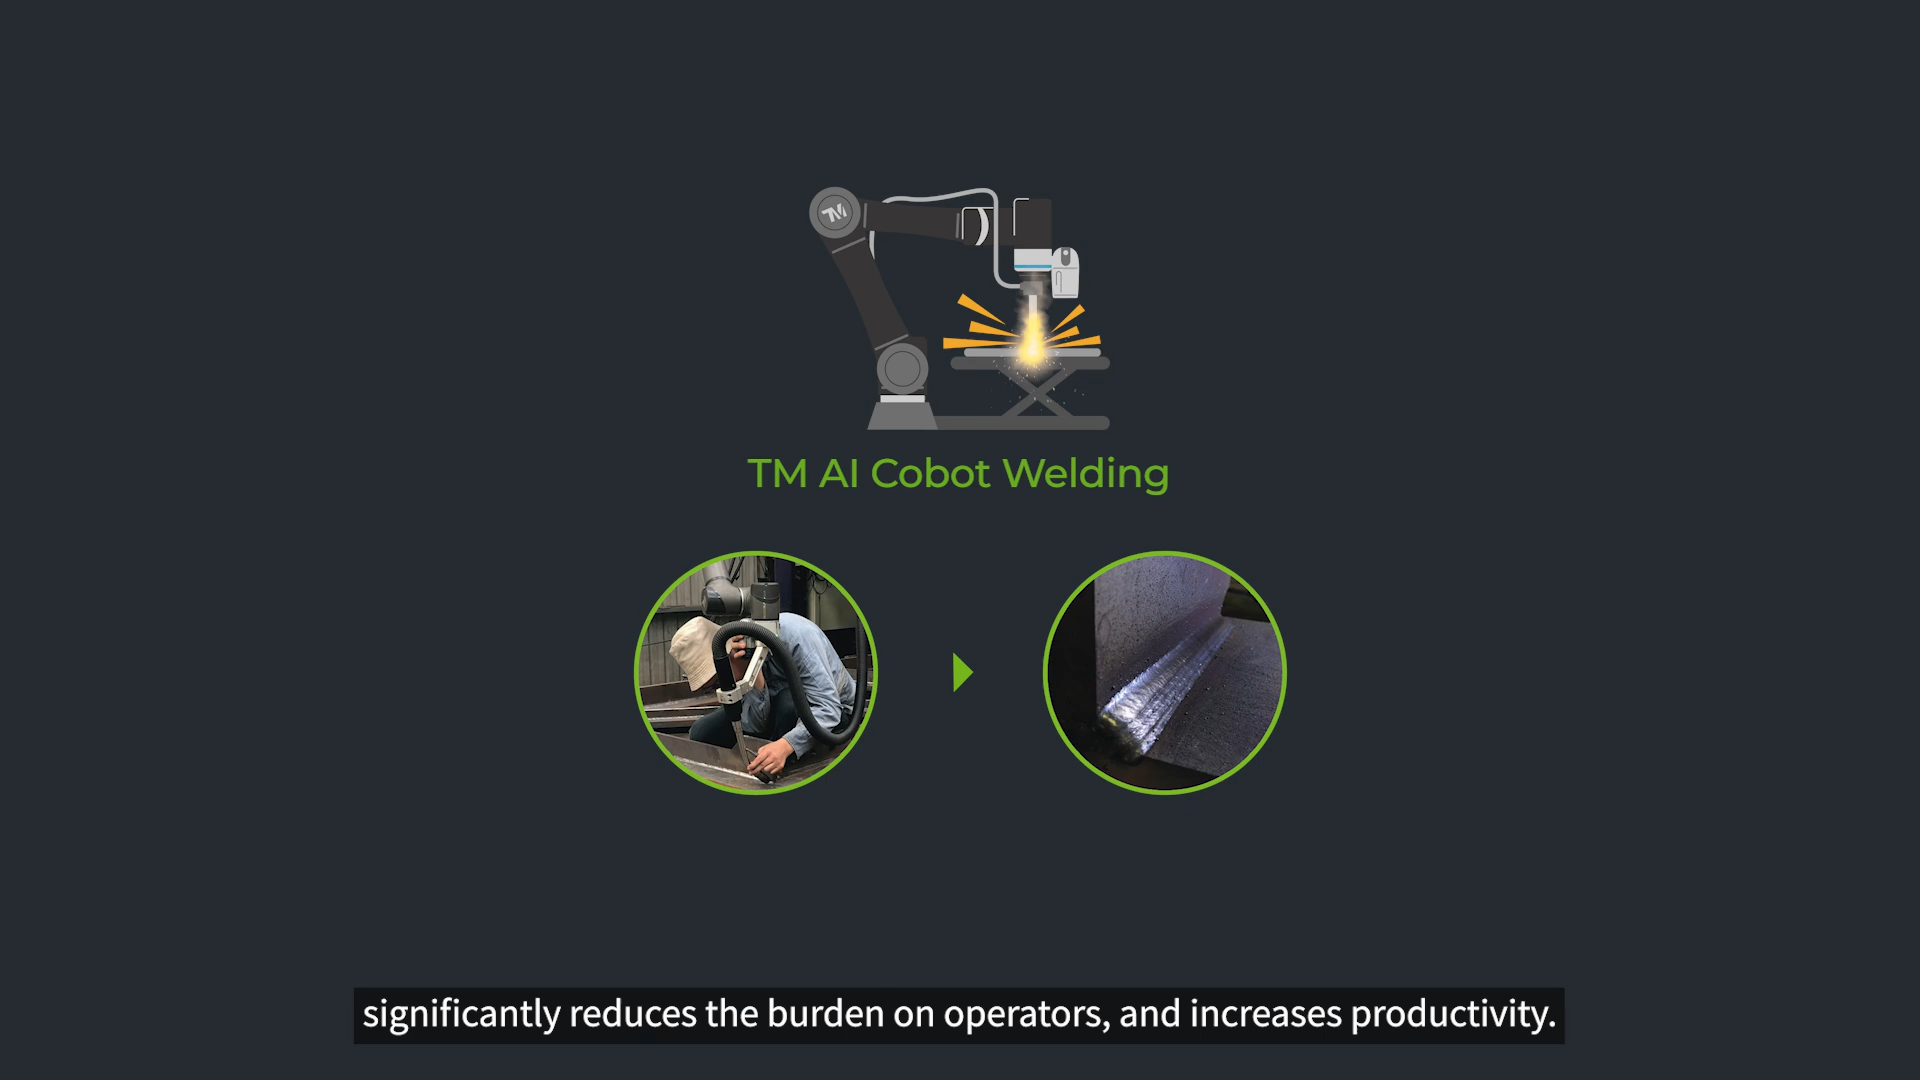 TM
TM AI Cobot Welding
significantly reduces the burden on operators, and increases productivity.